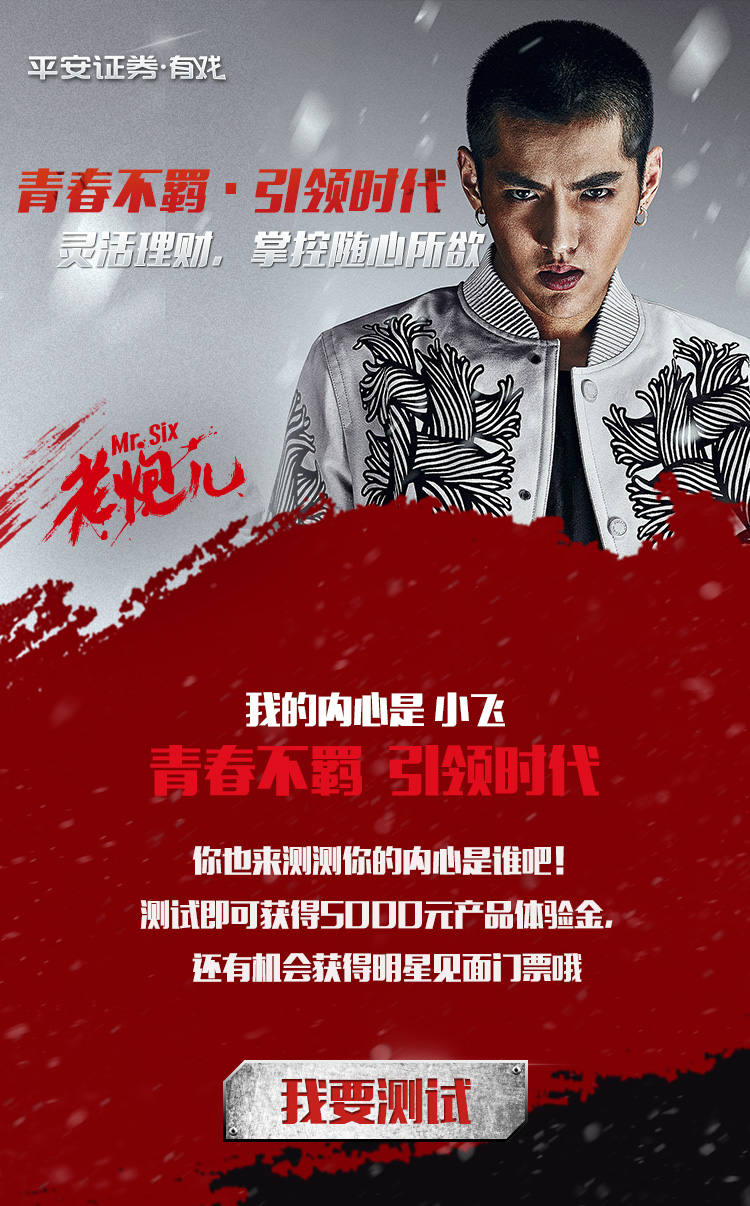 平安证券·有戏
青春不羁·引领时代
灵活理财，掌控随心所欲
Mr. Six
老炮儿
我的内心是 小飞
青春不羁 引领时代
你也来测测你的内心是谁吧！
测试即可获得5000元产品体验金，
还有机会获得明星见面门票哦
我要测试